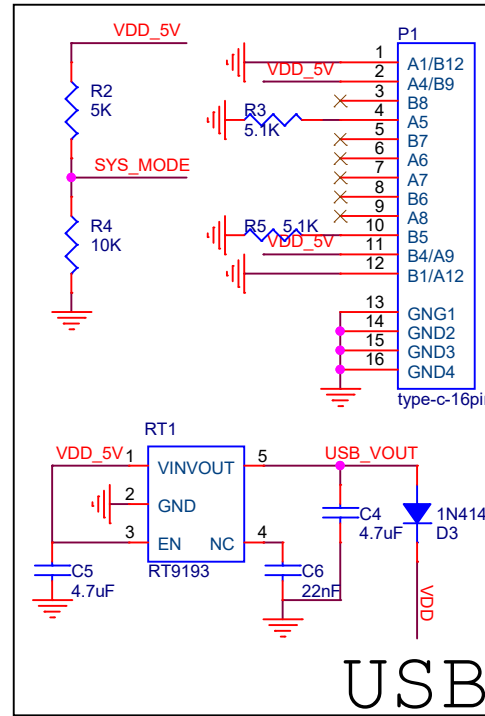 VDD_5V
R2
5K
SYS_MODE
R4
10K
P1
1 A1/B12
VDD_5V 2 A4/B9
3 B8
R3 4 A5
5.1K
5 B7
6 A6
7 A7
8 B6
9 A8
R5 5.1K 10 B5
VDD_5V 11 B4/A9
12 B1/A12
13 GNG1
14 GND2
15 GND3
16 GND4
type-c-16pin
RT1
VDD_5V 1 VINVOUT 5 USB_VOUT
2 GND
3 EN NC 4
RT9193
C5
4.7uF
C6
22nF
C4
4.7uF
1N414
D3
VDD
USB